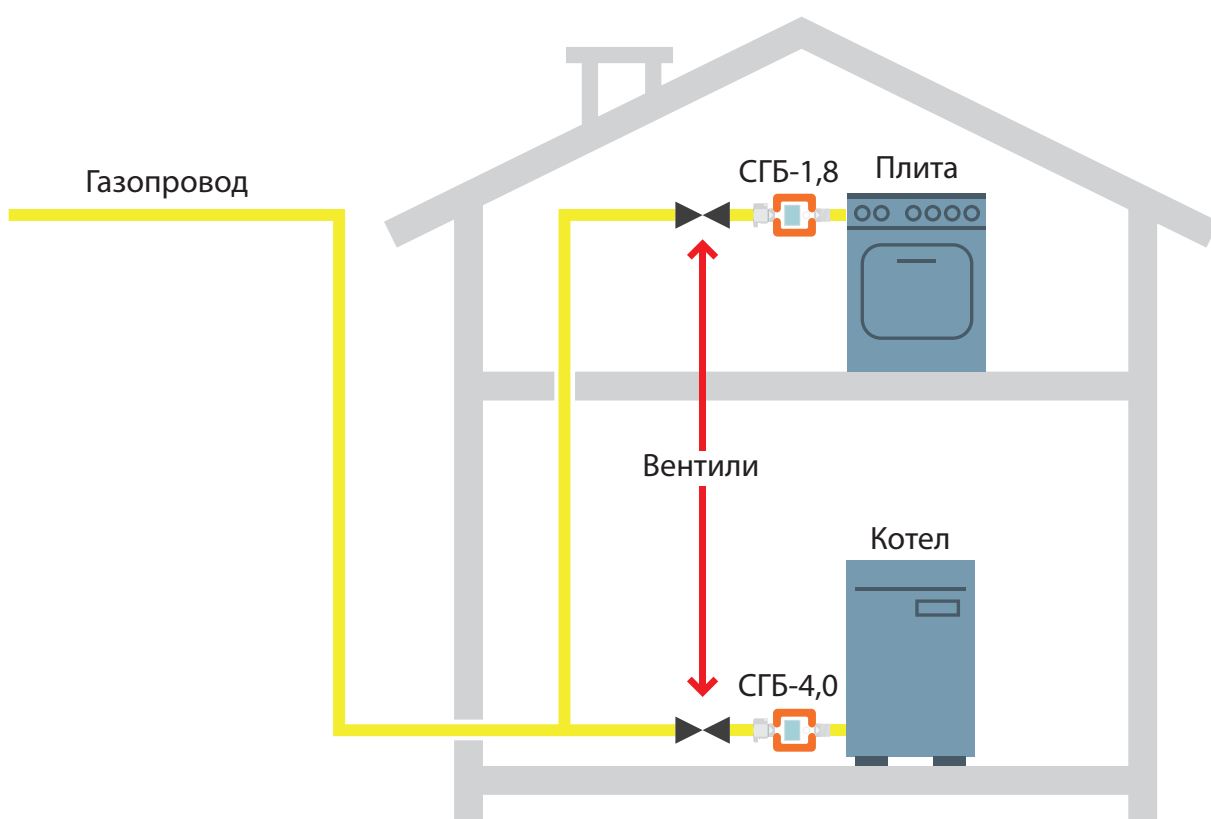 Газопровод
СГБ-1,8
Плита
Вентили
Котел
СГБ-4,0